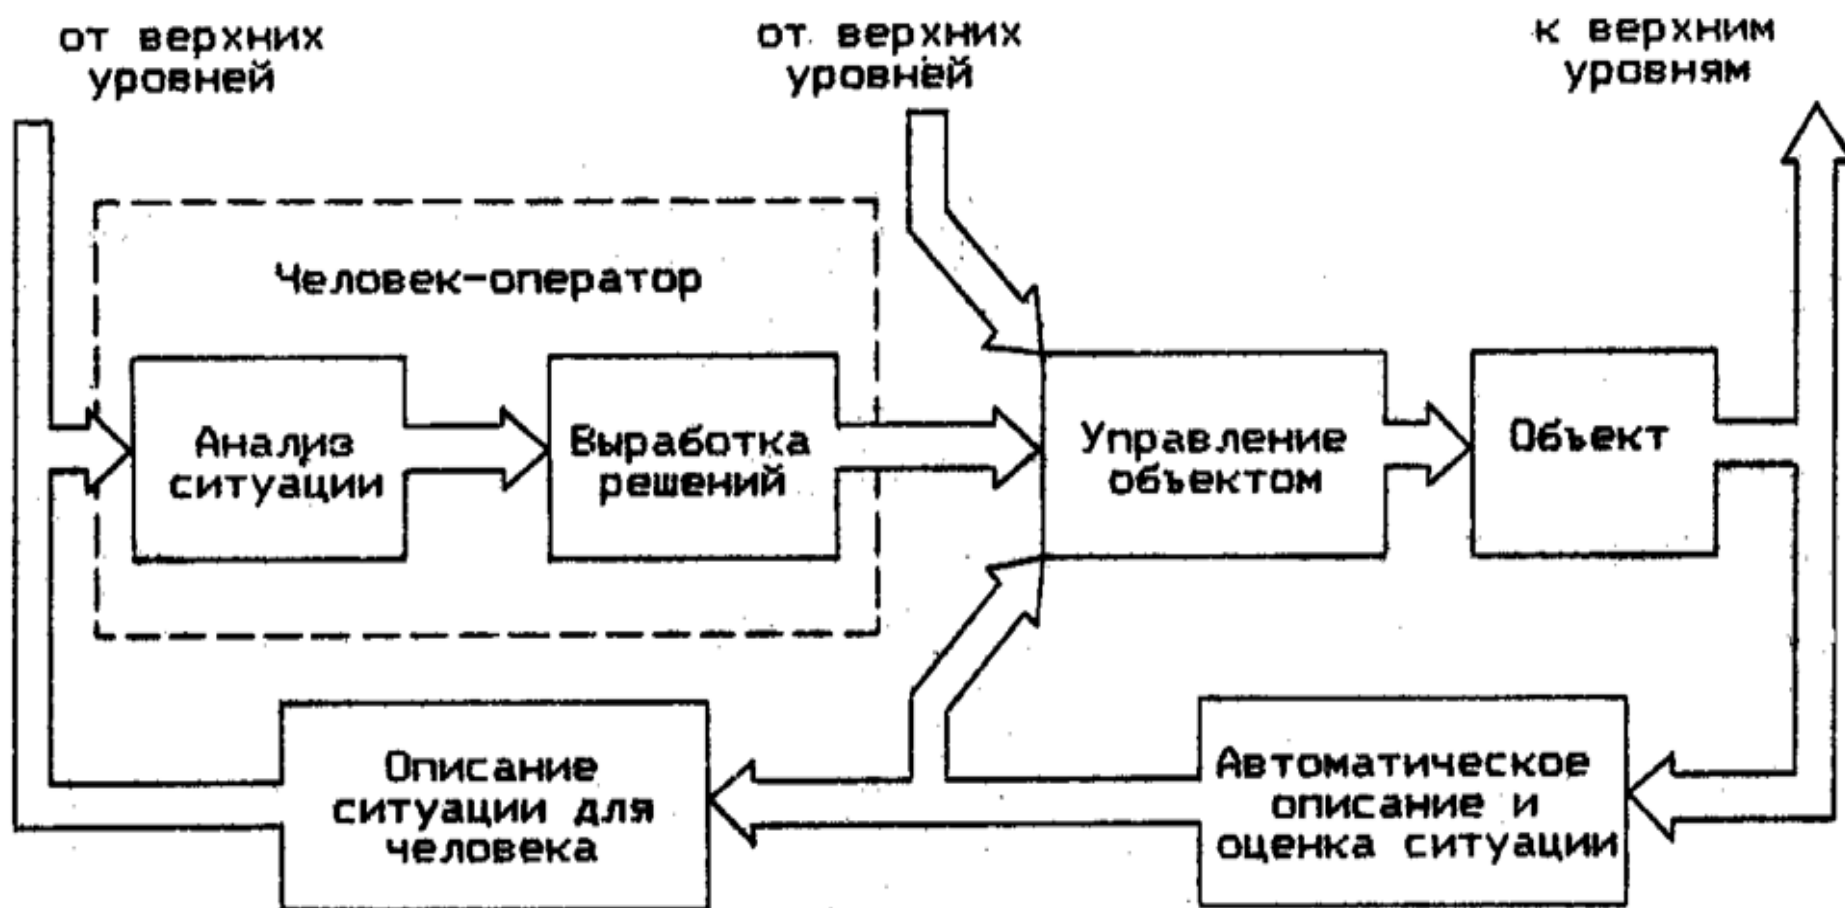 от верхних
уровней
от верхних
уровней
к верхним
уровням
Человек-оператор
Анализ
ситуации
Выработка
решений
Управление
объектом
Объект
Описание
ситуации для
человека
Автоматическое
описание и
оценка ситуации